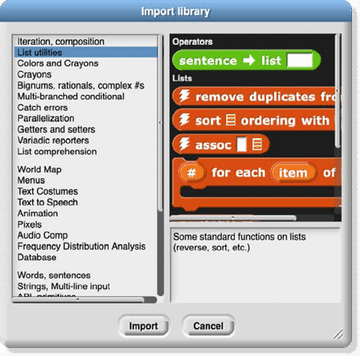 Import library
Iteration, composition
List utilities
Colors and Crayons
Crayons
Bignums, rationals, complex #s
Multi-branched conditional
Catch errors
Parallelization
Getters and setters
Variadic reporters
List comprehension
World Map
Menus
Text Costumes
Text to Speech
Animation
Pixels
Audio Comp
Frequency Distribution Analysis
Database
Words, sentences
Strings, Multi-line input
API primitives
Operators
sentence → list
Lists
remove duplicates fro
sort ordering with
assoc
# for each item of
Some standard functions on lists
(reverse, sort, etc.)
Import
Cancel